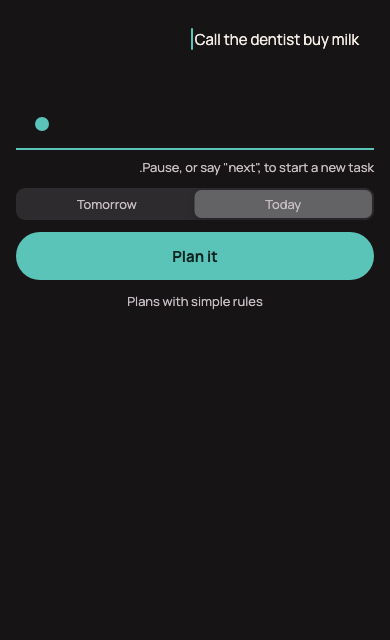 Call the dentist buy milk
.Pause, or say "next", to start a new task
Tomorrow
Today
Plan it
Plans with simple rules